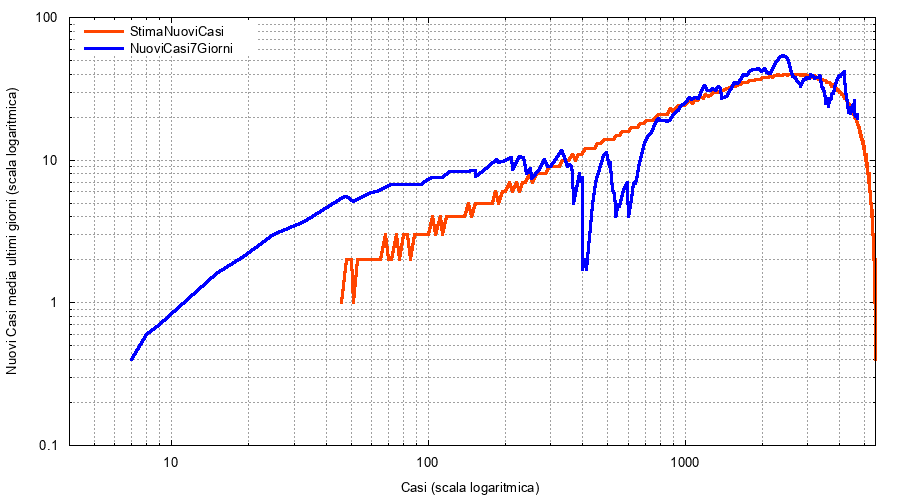 100
StimaNuoviCasi
NuoviCasi7Giorni
10
1
0.1
10
100
1000
Nuovi Casi media ultimi giorni (scala logaritmica)
Casi (scala logaritmica)